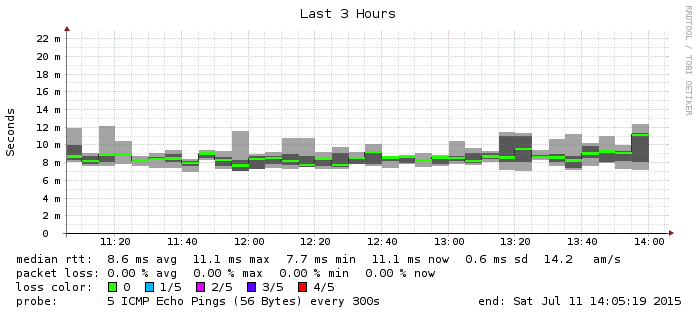 Last 3 Hours
RRDTOOL / TOBI OETIKER
Seconds
22 m
20 m
18 m
16 m
14 m
12 m
10 m
8 m
6 m
4 m
2 m
0
11:20 11:40 12:00 12:20 12:40 13:00 13:20 13:40 14:00
median rtt: 8.6 ms avg 11.1 ms max 7.7 ms min 11.1 ms now 0.6 ms sd 14.2 am/s
packet loss: 0.00 % avg 0.00 % max 0.00 % min 0.00 % now
loss color: 0 1/5 2/5 3/5 4/5
probe: 5 ICMP Echo Pings (56 Bytes) every 300s end: Sat Jul 11 14:05:19 2015